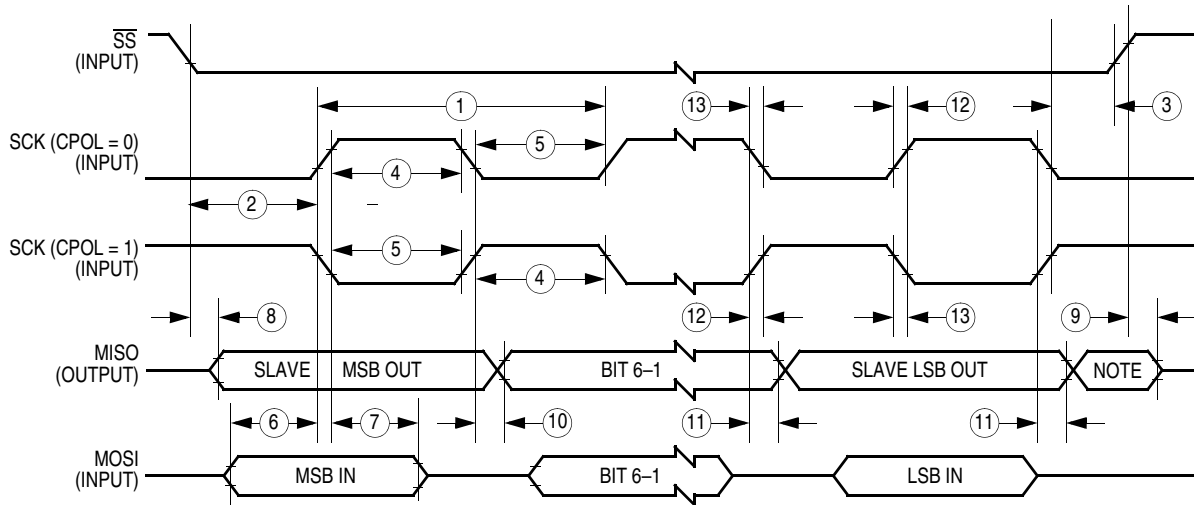 SS
(INPUT)
1
13
12
3
SCK (CPOL = 0)
(INPUT)
5
4
2
SCK (CPOL = 1)
(INPUT)
5
4
8
12
13
9
MISO
(OUTPUT)
SLAVE MSB OUT
BIT 6–1
SLAVE LSB OUT
NOTE
6
7
10
11
11
MOSI
(INPUT)
MSB IN
BIT 6–1
LSB IN